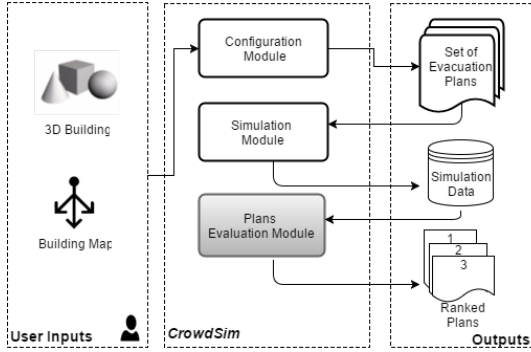 Configuration
Module
Set of
Evacuation
Plans
3D Building
Simulation
Module
Simulation
Data
Plans
Evaluation Module
Building Map
1
2
3
Ranked
Plans
User Inputs
CrowdSim
Outputs